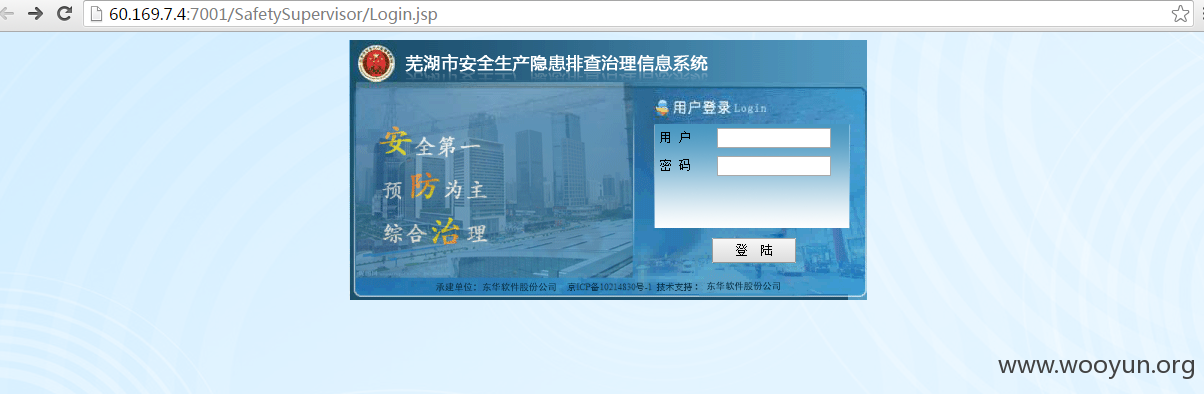 60.169.7.4:7001/SafetySupervisor/Login.jsp
芜湖市安全生产隐患排查治理信息系统
用户登录 Login
安全第一
预防为主
综合治理
用 户
密 码
登 陆
承建单位：东华软件股份公司 京ICP备10214830号-1 技术支持： 东华软件股份公司
www.wooyun.org